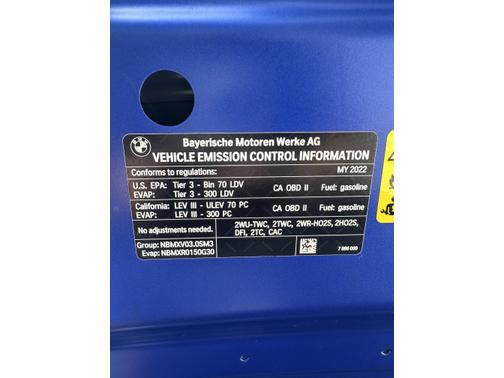 BMW
Bayerische Motoren Werke AG
VEHICLE EMISSION CONTROL INFORMATION
Conforms to regulations: MY 2022
U.S. EPA: Tier 3 - Bin 70 LDV CA OBD II Fuel: gasoline
EVAP: Tier 3 - 300 LDV
California: LEV III - ULEV 70 PC CA OBD II Fuel: gasoline
EVAP: LEV III - 300 PC
No adjustments needed. 2WU-TWC, 2TWC, 2WR-HO2S, 2HO2S,
DFI, 2TC, CAC
Group: NBMXV03.0SM3
Evap: NBMXR0150G30